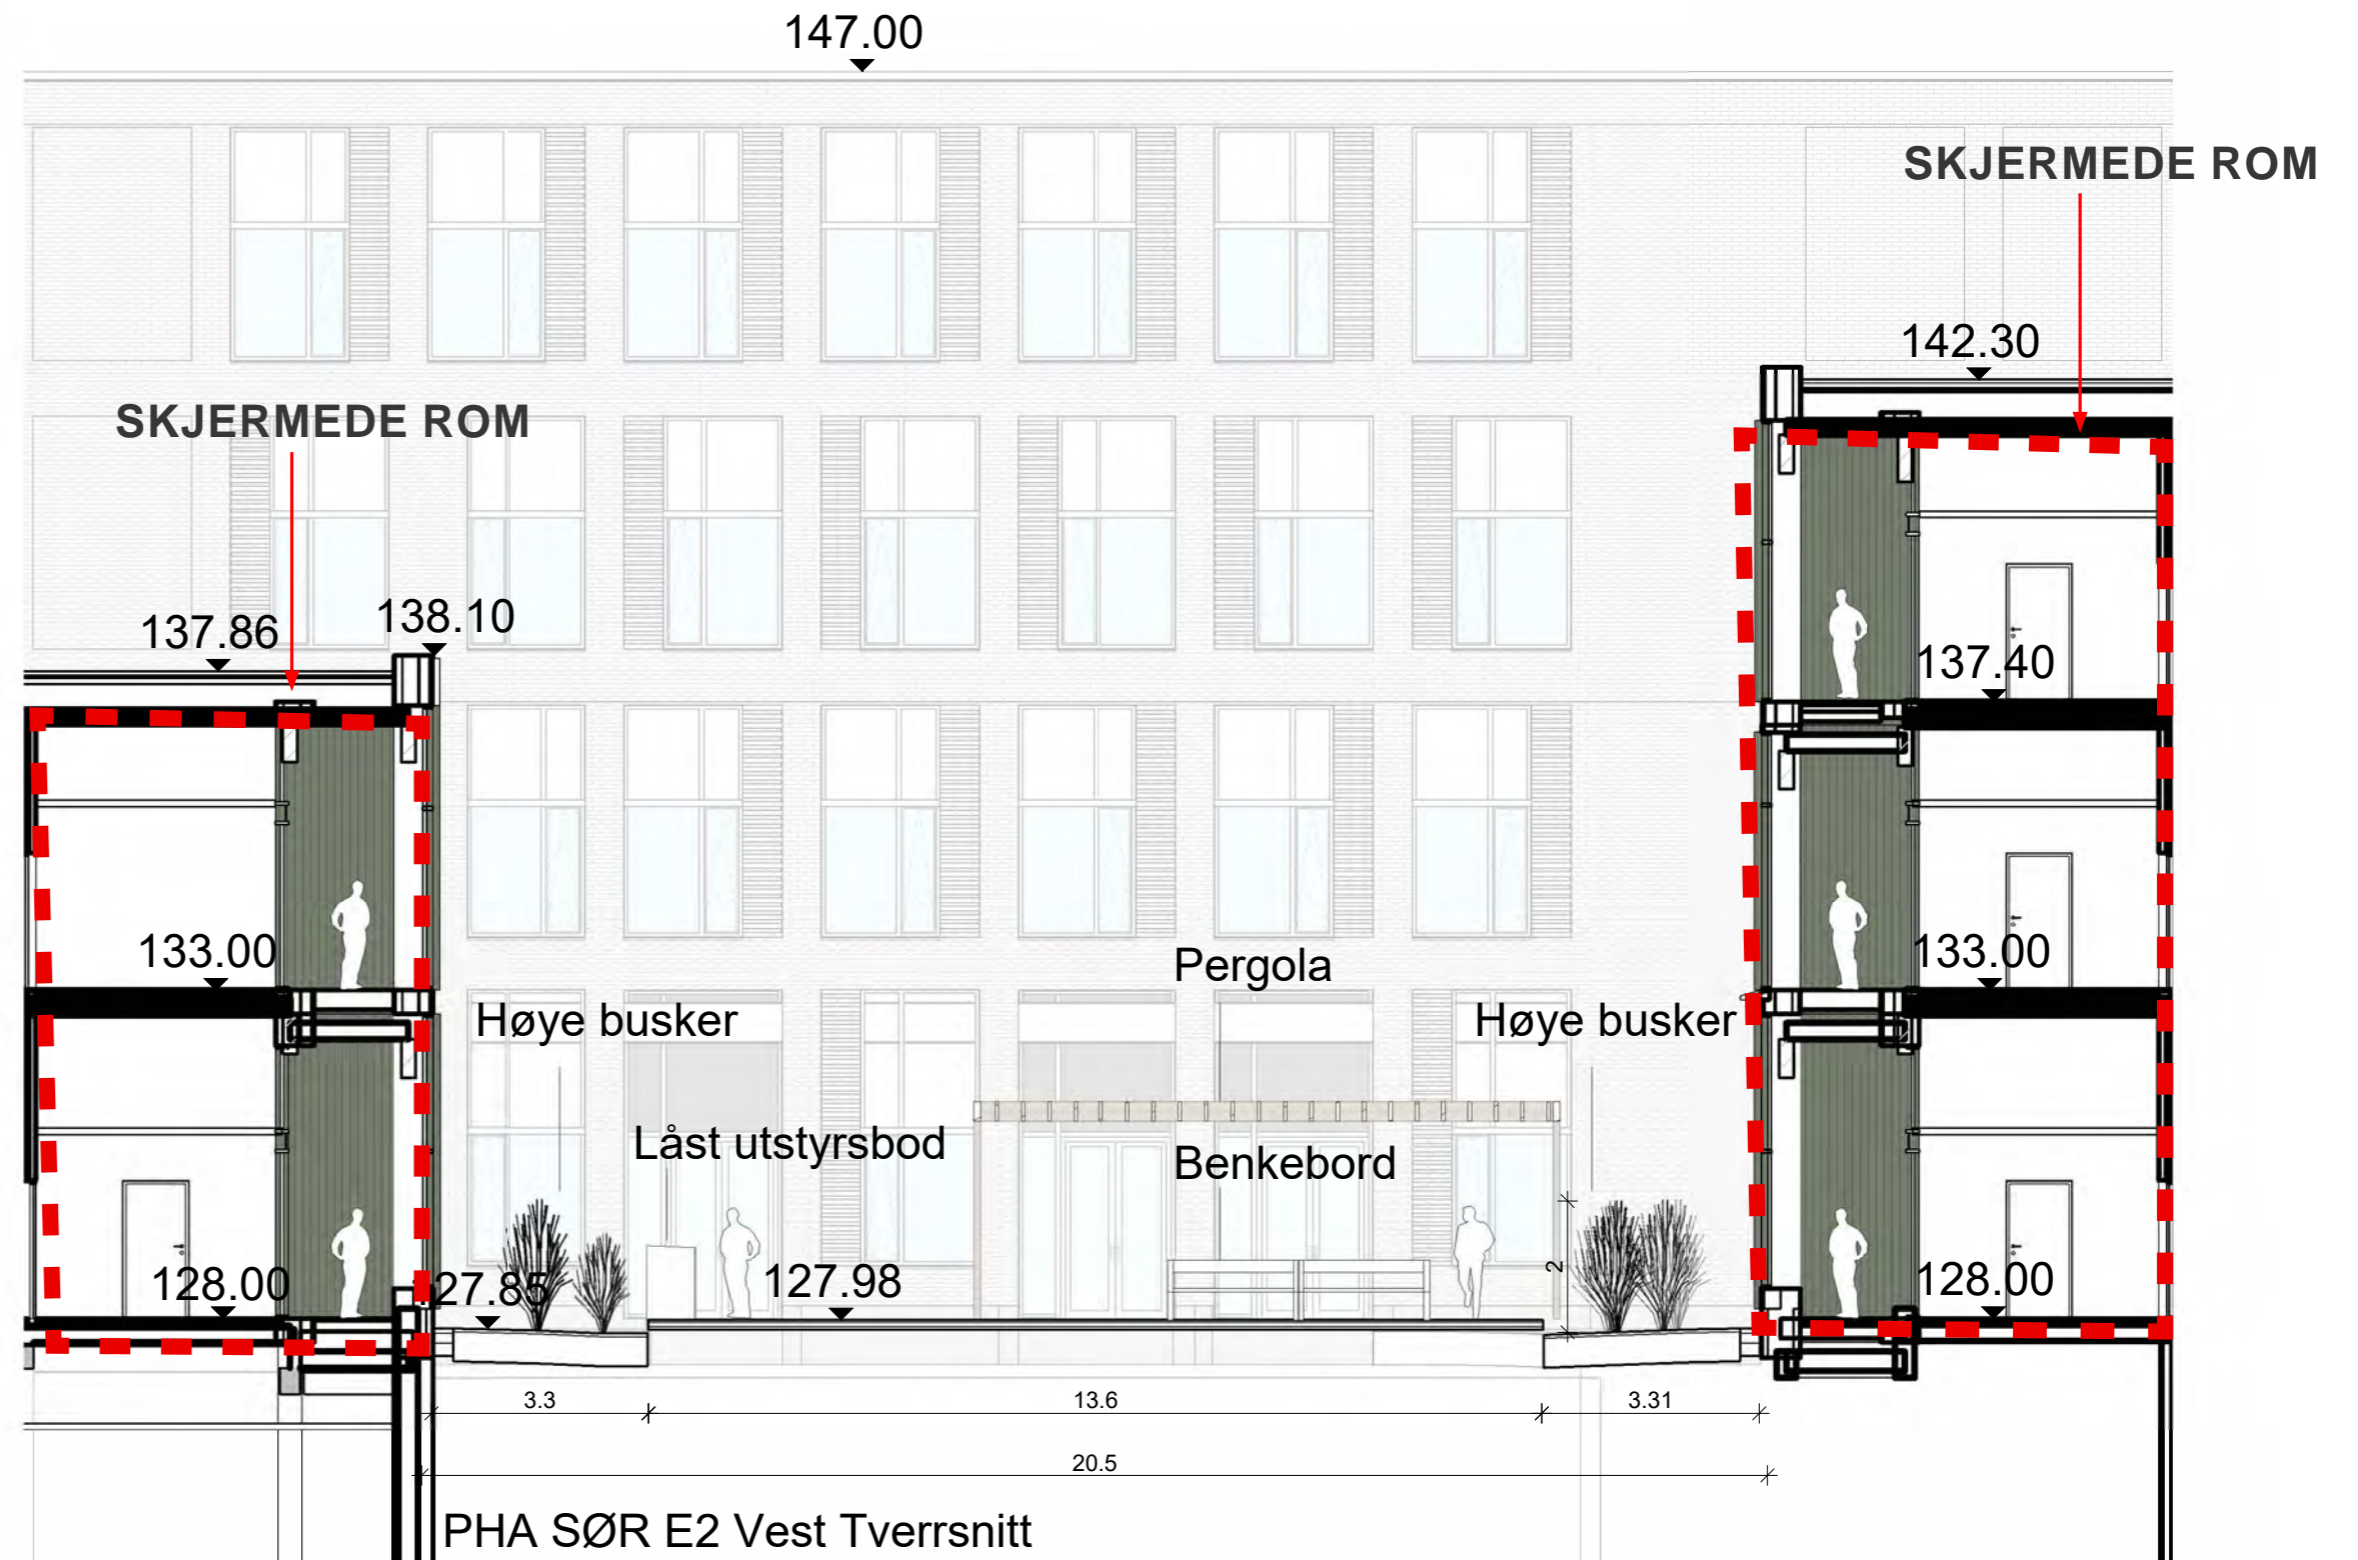 147.00
SKJERMEDE ROM
142.30
SKJERMEDE ROM
137.86
138.10
137.40
133.00
Pergola
133.00
Høye busker
Høye busker
Låst utstyrsbod
Benkebord
2
128.00
127.85
127.98
128.00
3.3
13.6
3.31
20.5
PHA SØR E2 Vest Tverrsnitt